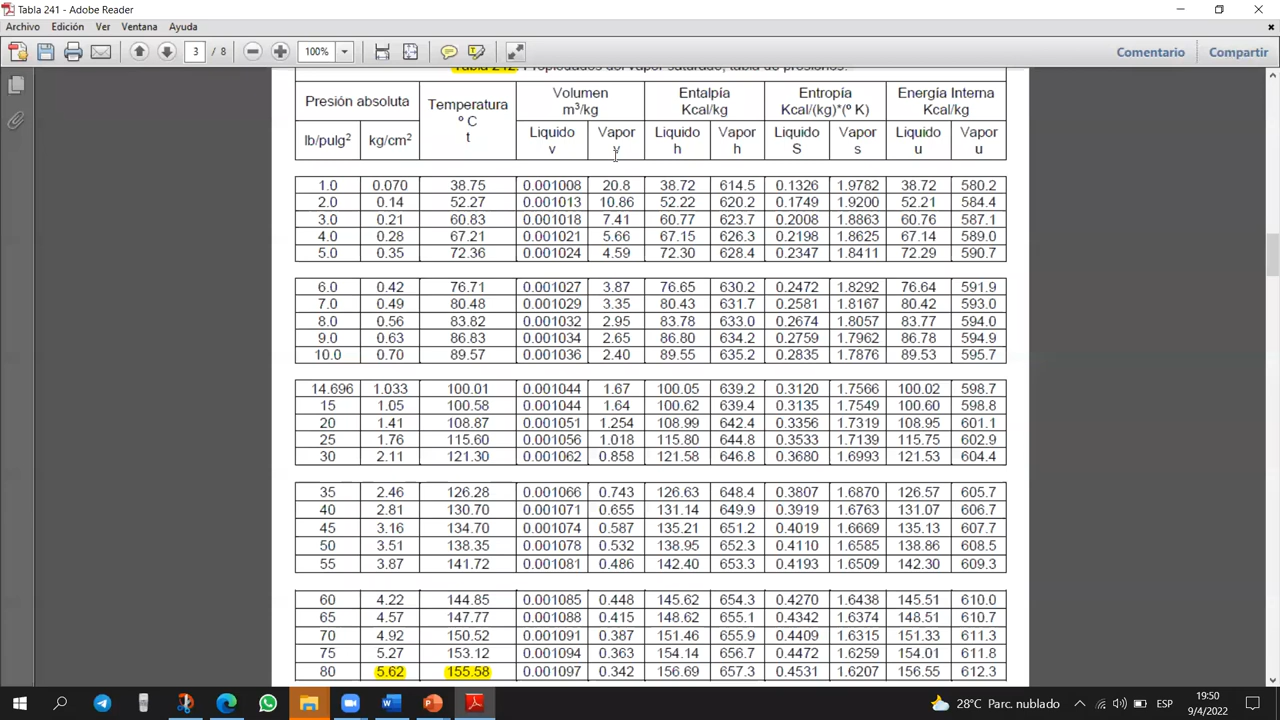 Tabla 241 - Adobe Reader
Archivo Edición Ver Ventana Ayuda
3 / 8 100% Comentario Compartir
Tabla 242. Propiedades del vapor saturado, tabla de presiones.
Presión absoluta Temperatura º C t Volumen m³/kg Entalpía Kcal/kg Entropía Kcal/(kg)*(º K) Energía Interna Kcal/kg
lb/pulg² kg/cm² Liquido v Vapor v Liquido h Vapor h Liquido S Vapor s Liquido u Vapor u
1.0 0.070 38.75 0.001008 20.8 38.72 614.5 0.1326 1.9782 38.72 580.2
2.0 0.14 52.27 0.001013 10.86 52.22 620.2 0.1749 1.9200 52.21 584.4
3.0 0.21 60.83 0.001018 7.41 60.77 623.7 0.2008 1.8863 60.76 587.1
4.0 0.28 67.21 0.001021 5.66 67.15 626.3 0.2198 1.8625 67.14 589.0
5.0 0.35 72.36 0.001024 4.59 72.30 628.4 0.2347 1.8411 72.29 590.7
6.0 0.42 76.71 0.001027 3.87 76.65 630.2 0.2472 1.8292 76.64 591.9
7.0 0.49 80.48 0.001029 3.35 80.43 631.7 0.2581 1.8167 80.42 593.0
8.0 0.56 83.82 0.001032 2.95 83.78 633.0 0.2674 1.8057 83.77 594.0
9.0 0.63 86.83 0.001034 2.65 86.80 634.2 0.2759 1.7962 86.78 594.9
10.0 0.70 89.57 0.001036 2.40 89.55 635.2 0.2835 1.7876 89.53 595.7
14.696 1.033 100.01 0.001044 1.67 100.05 639.2 0.3120 1.7566 100.02 598.7
15 1.05 100.58 0.001044 1.64 100.62 639.4 0.3135 1.7549 100.60 598.8
20 1.41 108.87 0.001051 1.254 108.99 642.4 0.3356 1.7319 108.95 601.1
25 1.76 115.60 0.001056 1.018 115.80 644.8 0.3533 1.7139 115.75 602.9
30 2.11 121.30 0.001062 0.858 121.58 646.8 0.3680 1.6993 121.53 604.4
35 2.46 126.28 0.001066 0.743 126.63 648.4 0.3807 1.6870 126.57 605.7
40 2.81 130.70 0.001071 0.655 131.14 649.9 0.3919 1.6763 131.07 606.7
45 3.16 134.70 0.001074 0.587 135.21 651.2 0.4019 1.6669 135.13 607.7
50 3.51 138.35 0.001078 0.532 138.95 652.3 0.4110 1.6585 138.86 608.5
55 3.87 141.72 0.001081 0.486 142.40 653.3 0.4193 1.6509 142.30 609.3
60 4.22 144.85 0.001085 0.448 145.62 654.3 0.4270 1.6438 145.51 610.0
65 4.57 147.77 0.001088 0.415 148.62 655.1 0.4342 1.6374 148.51 610.7
70 4.92 150.52 0.001091 0.387 151.46 655.9 0.4409 1.6315 151.33 611.3
75 5.27 153.12 0.001094 0.363 154.14 656.7 0.4472 1.6259 154.01 611.8
80 5.62 155.58 0.001097 0.342 156.69 657.3 0.4531 1.6207 156.55 612.3
28°C Parc. nublado ESP 19:50
9/4/2022